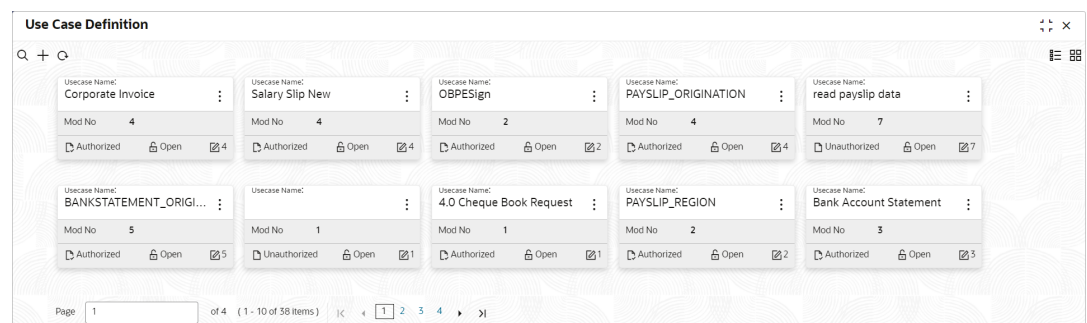 Use Case Definition
Usecase Name:
Corporate Invoice
Mod No 4
Authorized Open 4
Usecase Name:
Salary Slip New
Mod No 4
Authorized Open 4
Usecase Name:
OBPESign
Mod No 2
Authorized Open 2
Usecase Name:
PAYSLIP_ORIGINATION
Mod No 4
Authorized Open 4
Usecase Name:
read payslip data
Mod No 7
Unauthorized Open 7
Usecase Name:
BANKSTATEMENT_ORIGI...
Mod No 5
Authorized Open 5
Usecase Name:
Mod No 1
Unauthorized Open 1
Usecase Name:
4.0 Cheque Book Request
Mod No 1
Authorized Open 1
Usecase Name:
PAYSLIP_REGION
Mod No 2
Authorized Open 2
Usecase Name:
Bank Account Statement
Mod No 3
Authorized Open 3
Page 1 of 4 (1 - 10 of 38 items) 1 2 3 4